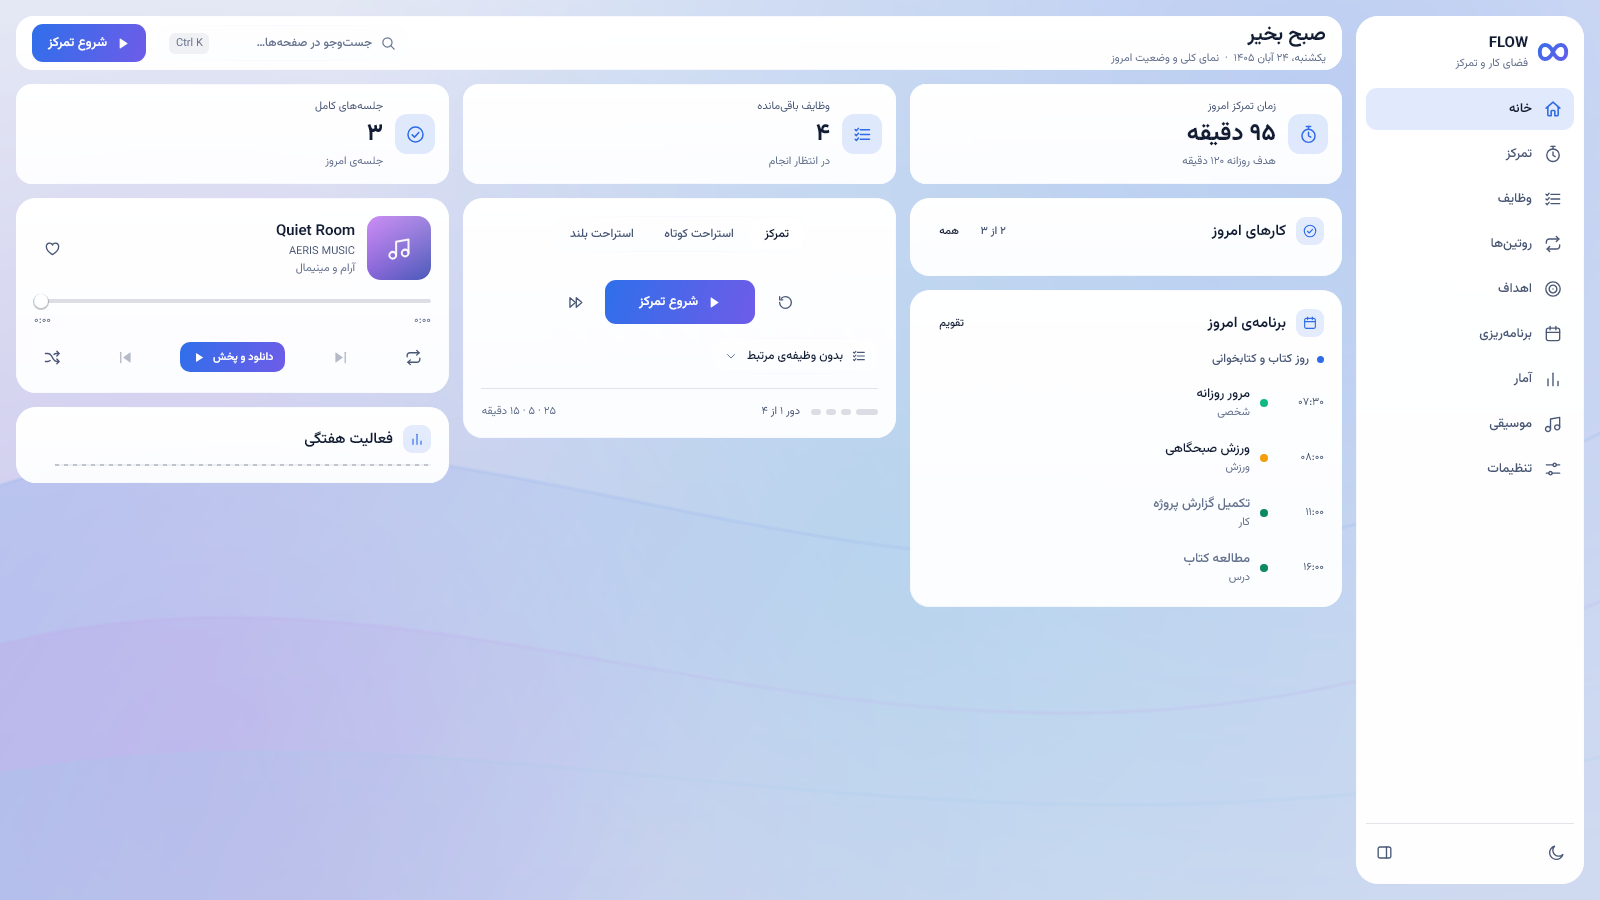 FLOW
فضای کار و تمرکز
خانه
تمرکز
وظایف
روتین‌ها
اهداف
برنامه‌ریزی
آمار
موسیقی
تنظیمات
صبح بخیر
یکشنبه، ۲۴ آبان ۱۴۰۵ · نمای کلی و وضعیت امروز
جست‌وجو در صفحه‌ها…
Ctrl K
شروع تمرکز
زمان تمرکز امروز
۹۵ دقیقه
هدف روزانه ۱۲۰ دقیقه
وظایف باقی‌مانده
۴
در انتظار انجام
جلسه‌های کامل
۳
جلسه‌ی امروز
کارهای امروز
۲ از ۳
همه
برنامه‌ی امروز
تقویم
روز کتاب و کتابخوانی
۰۷:۳۰
مرور روزانه
شخصی
۰۸:۰۰
ورزش صبحگاهی
ورزش
۱۱:۰۰
تکمیل گزارش پروژه
کار
۱۶:۰۰
مطالعه کتاب
درس
تمرکز
استراحت کوتاه
استراحت بلند
شروع تمرکز
بدون وظیفه‌ی مرتبط
دور ۱ از ۴
۲۵ · ۵ · ۱۵ دقیقه
Quiet Room
AERIS MUSIC
آرام و مینیمال
۰:۰۰
۰:۰۰
دانلود و پخش
فعالیت هفتگی